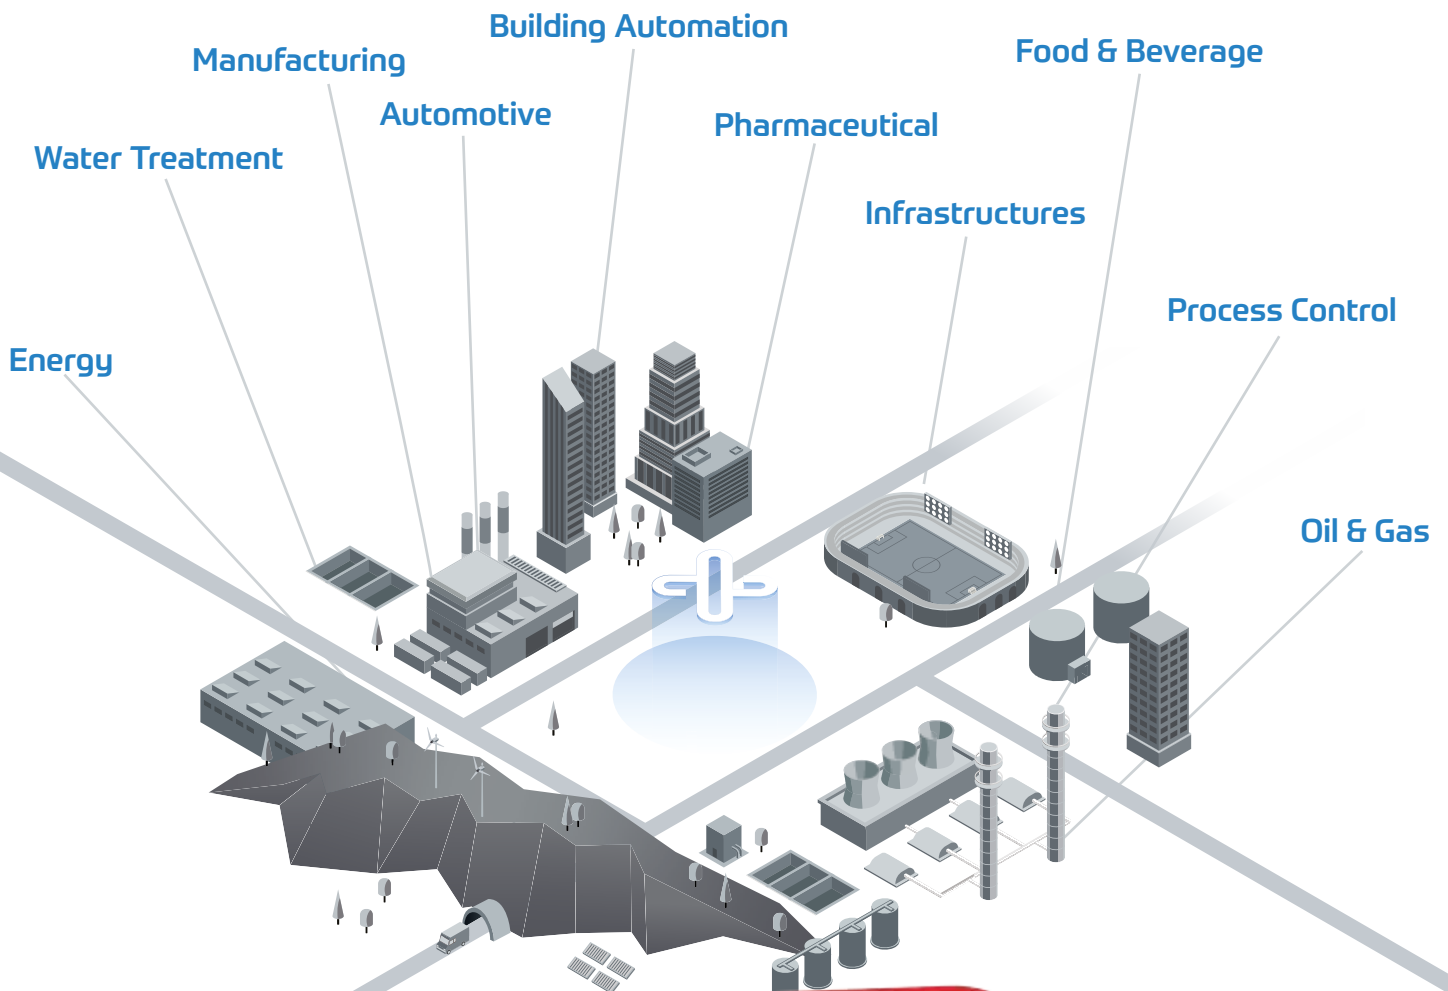 Building Automation
Food & Beverage
Manufacturing
Automotive
Pharmaceutical
Water Treatment
Infrastructures
Process Control
Energy
Oil & Gas